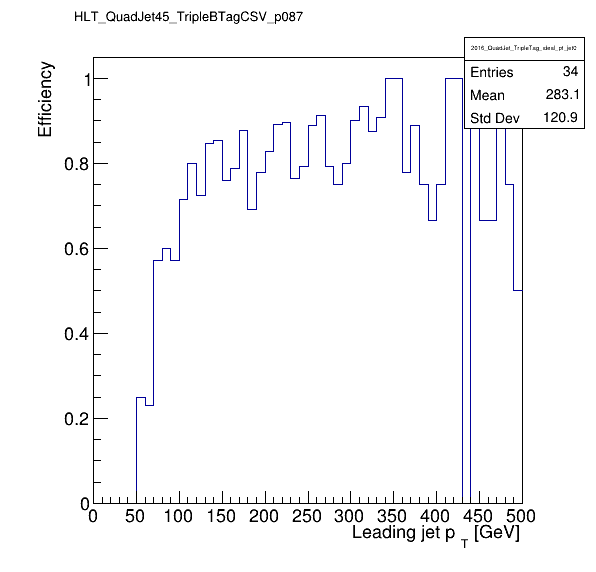 HLT_QuadJet45_TripleBTagCSV_p087
2016_QuadJet_TripleTag_ideal_pt_jet0
Entries 34
Mean 283.1
Std Dev 120.9
Efficiency
1
0.8
0.6
0.4
0.2
0
0 50 100 150 200 250 300 350 400 450 500
Leading jet p T [GeV]